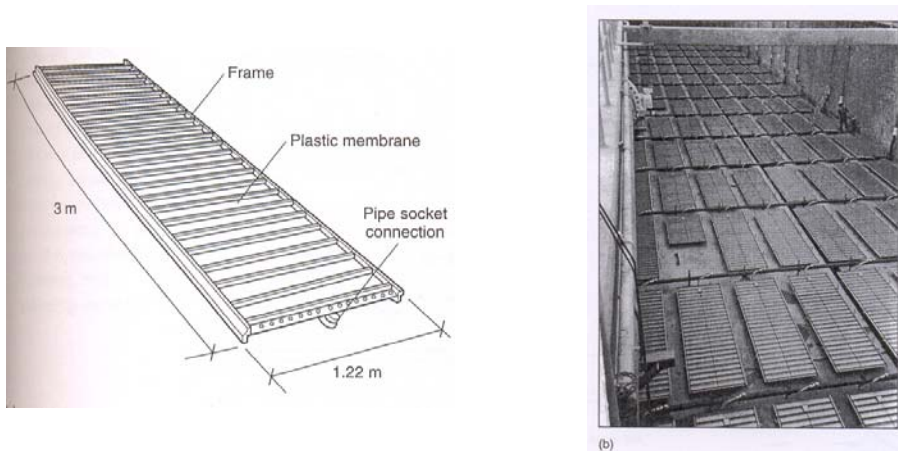 Frame
Plastic membrane
3 m
Pipe socket
connection
1.22 m
(b)